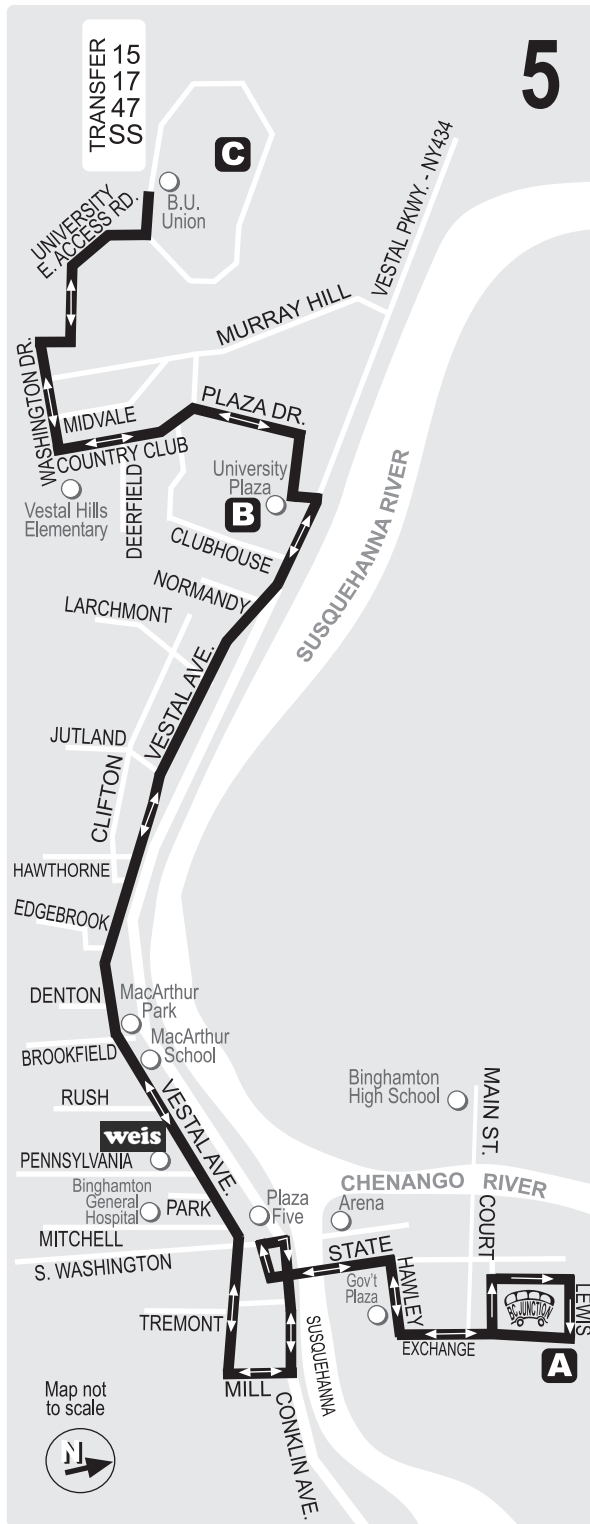 TRANSFER
15
17
47
SS
5
C
B.U.
Union
UNIVERSITY
E. ACCESS RD.
VESTAL PKWY. - NY434
MURRAY HILL
WASHINGTON DR.
MIDVALE
PLAZA DR.
COUNTRY CLUB
University
Plaza
B
Vestal Hills
Elementary
DEERFIELD
CLUBHOUSE
SUSQUEHANNA RIVER
NORMANDY
LARCHMONT
VESTAL AVE.
JUTLAND
CLIFTON
HAWTHORNE
EDGEBROOK
DENTON
MacArthur
Park
BROOKFIELD
MacArthur
School
RUSH
VESTAL AVE.
Binghamton
High School
MAIN ST.
weis
PENNSYLVANIA
CHENANGO RIVER
Binghamton
General
Hospital
PARK
Plaza
Five
Arena
COURT
MITCHELL
STATE
S. WASHINGTON
HAWLEY
Gov't
Plaza
BC JUNCTION
LEWIS
TREMONT
SUSQUEHANNA
EXCHANGE
A
MILL
CONKLIN AVE.
Map not
to scale
N